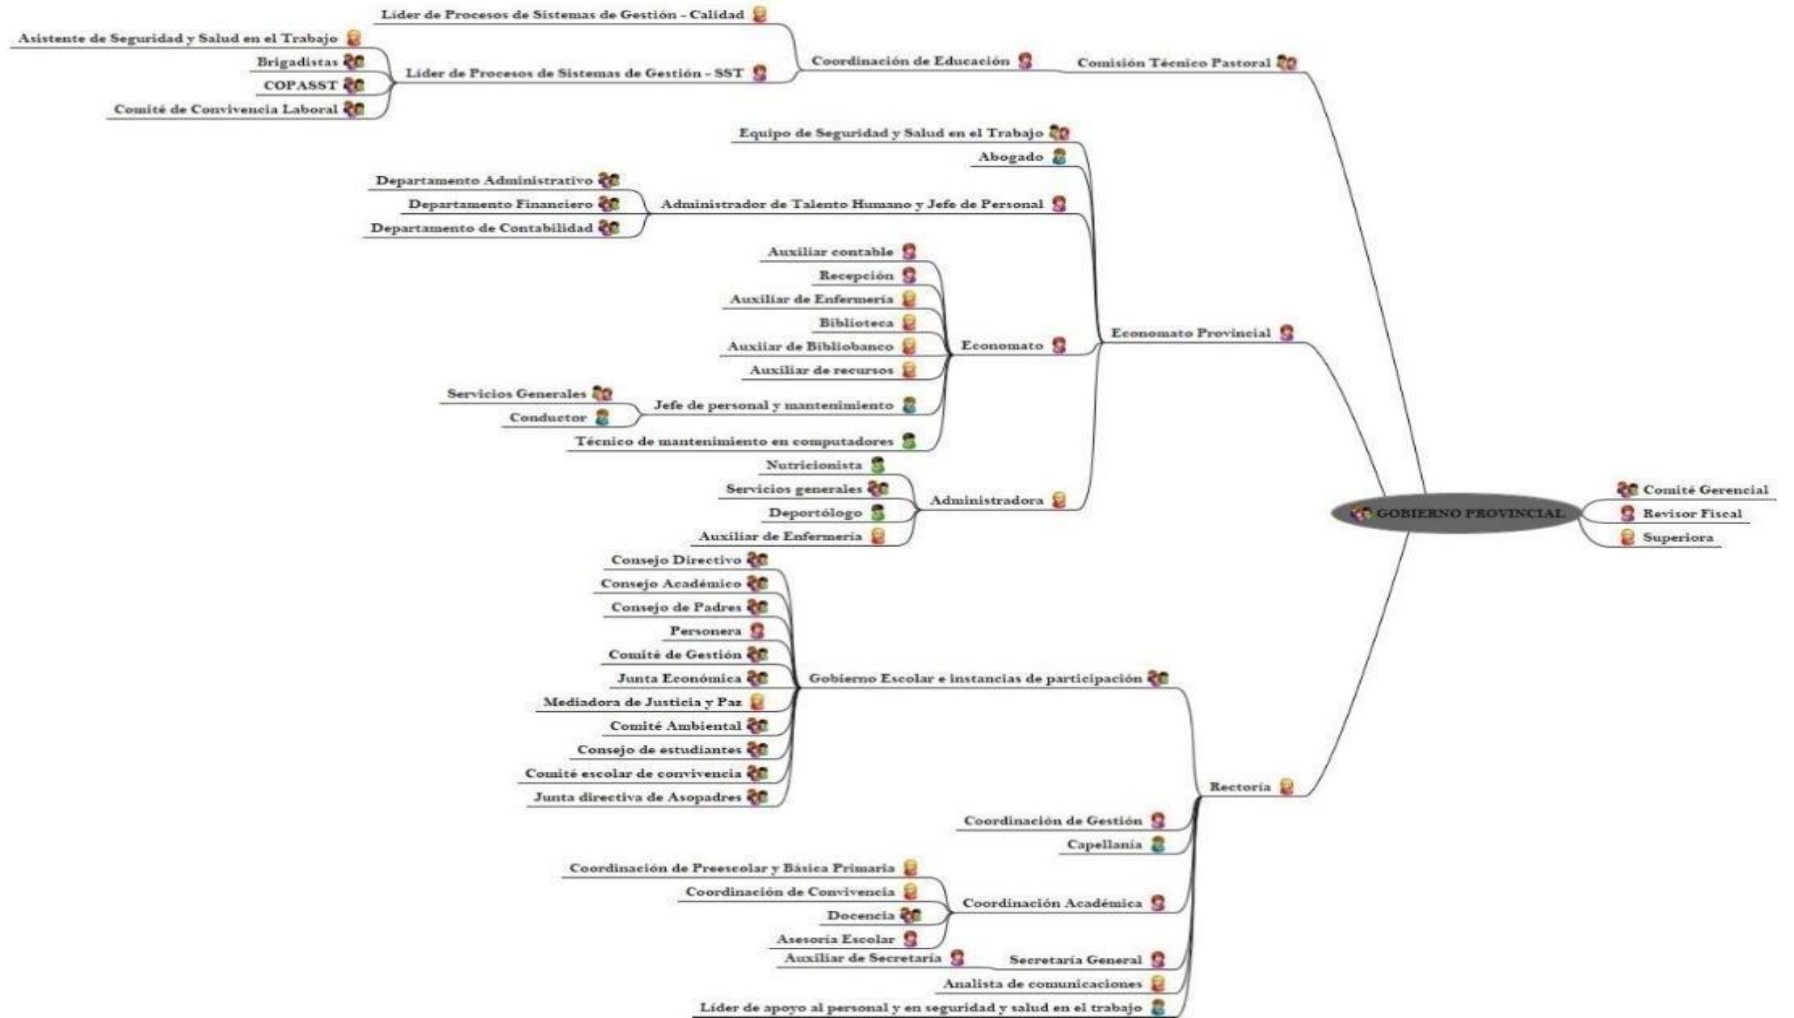 Líder de Procesos de Sistemas de Gestión - Calidad
Asistente de Seguridad y Salud en el Trabajo
Brigadistas
COPASST
Comité de Convivencia Laboral
Líder de Procesos de Sistemas de Gestión - SST
Coordinación de Educación
Comisión Técnico Pastoral
Equipo de Seguridad y Salud en el Trabajo
Abogado
Departamento Administrativo
Departamento Financiero
Departamento de Contabilidad
Administrador de Talento Humano y Jefe de Personal
Auxiliar contable
Recepción
Auxiliar de Enfermería
Biblioteca
Auxiiar de Bibliobanco
Auxiliar de recursos
Servicios Generales
Conductor
Jefe de personal y mantenimiento
Técnico de mantenimiento en computadores
Economato
Economato Provincial
Nutricionista
Servicios generales
Deportólogo
Auxiliar de Enfermería
Administradora
GOBIERNO PROVINCIAL
Comité Gerencial
Revisor Fiscal
Superiora
Consejo Directivo
Consejo Académico
Consejo de Padres
Personera
Comité de Gestión
Junta Económica
Mediadora de Justicia y Paz
Comité Ambiental
Consejo de estudiantes
Comité escolar de convivencia
Junta directiva de Asopadres
Gobierno Escolar e instancias de participación
Rectoría
Coordinación de Gestión
Capellanía
Coordinación de Preescolar y Básica Primaria
Coordinación de Convivencia
Docencia
Asesoría Escolar
Coordinación Académica
Auxiliar de Secretaría
Secretaría General
Analista de comunicaciones
Líder de apoyo al personal y en seguridad y salud en el trabajo